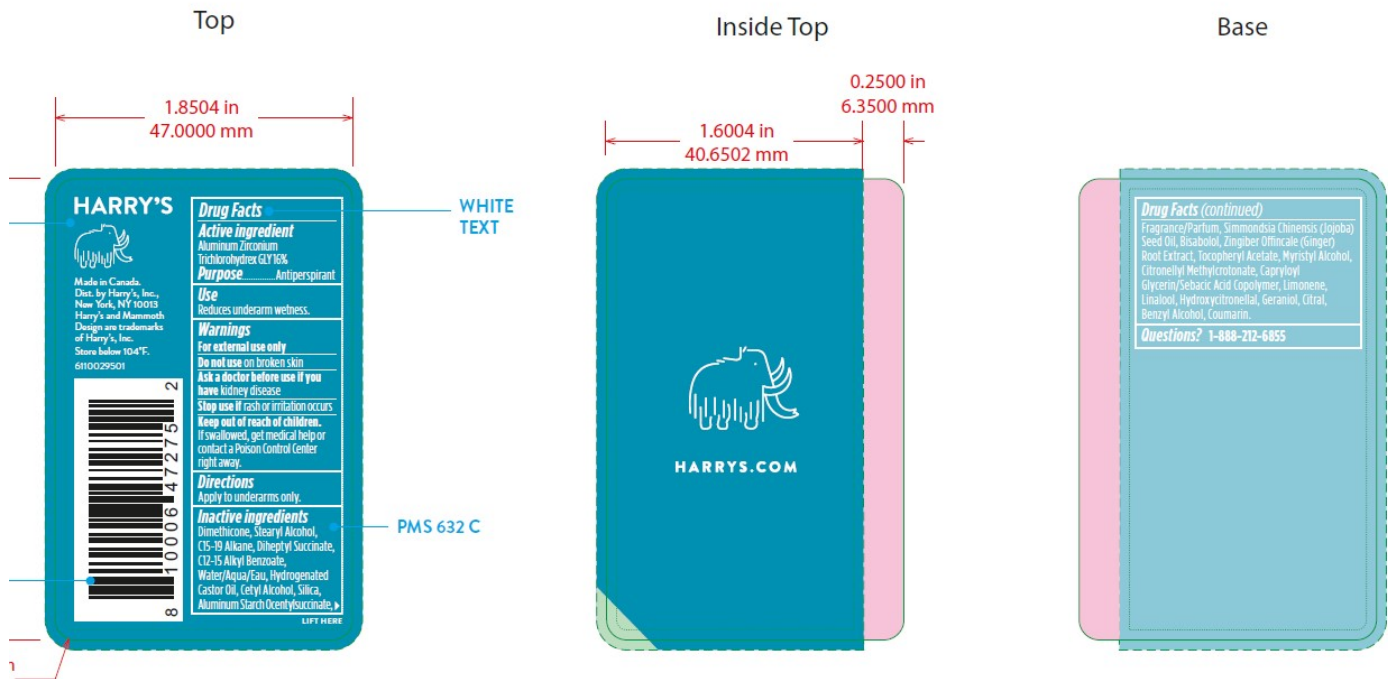 Top
Inside Top
Base
1.8504 in
47.0000 mm
1.6004 in
40.6502 mm
0.2500 in
6.3500 mm
HARRY'S
Made in Canada.
Dist. by Harry's, Inc.,
New York, NY 10013
Harry's and Mammoth
Design are trademarks
of Harry's, Inc.
Store below 104°F.
6110029501
8 10006 47275 2
Drug Facts
Active ingredient
Aluminum Zirconium
Trichlorohydrex GLY 16%
Purpose..............Antiperspirant
Use
Reduces underarm wetness.
Warnings
For external use only
Do not use on broken skin
Ask a doctor before use if you
have kidney disease
Stop use if rash or irritation occurs
Keep out of reach of children.
If swallowed, get medical help or
contact a Poison Control Center
right away.
Directions
Apply to underarms only.
Inactive ingredients
Dimethicone, Stearyl Alcohol,
C15-19 Alkane, Diheptyl Succinate,
C12-15 Alkyl Benzoate,
Water/Aqua/Eau, Hydrogenated
Castor Oil, Cetyl Alcohol, Silica,
Aluminum Starch Ocentylsuccinate,
LIFT HERE
WHITE
TEXT
PMS 632 C
HARRYS.COM
Drug Facts (continued)
Fragrance/Parfum, Simmondsia Chinensis (Jojoba)
Seed Oil, Bisabolol, Zingiber Offincale (Ginger)
Root Extract, Tocopheryl Acetate, Myristyl Alcohol,
Citronellyl Methylcrotonate, Capryloyl
Glycerin/Sebacic Acid Copolymer, Limonene,
Linalool, Hydroxycitronellal, Geraniol, Citral,
Benzyl Alcohol, Coumarin.
Questions? 1-888-212-6855